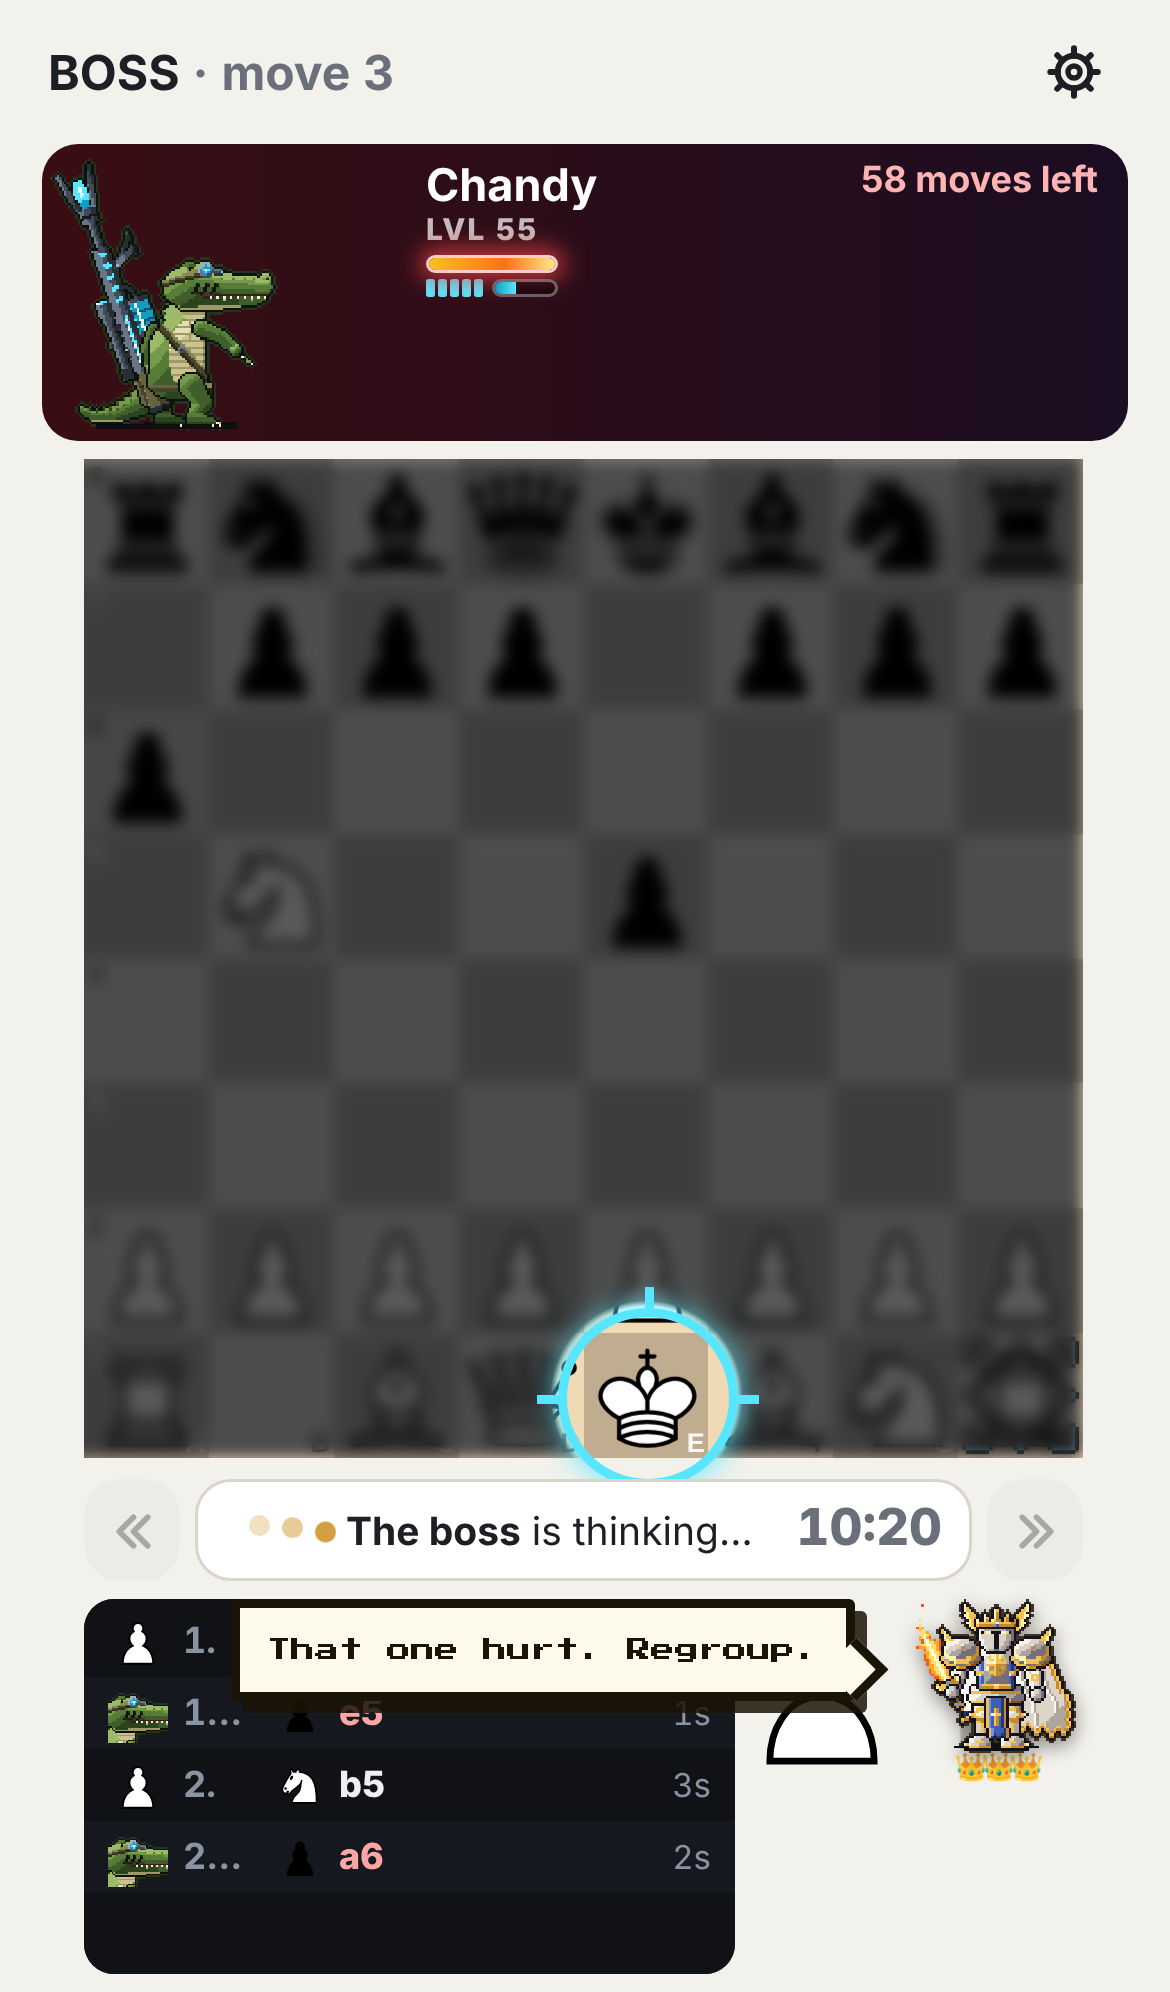 BOSS · move 3
Chandy
58 moves left
LVL 55
E
The boss is thinking...
10:20
1.
That one hurt. Regroup.
1... e5 1s
2. b5 3s
2... a6 2s